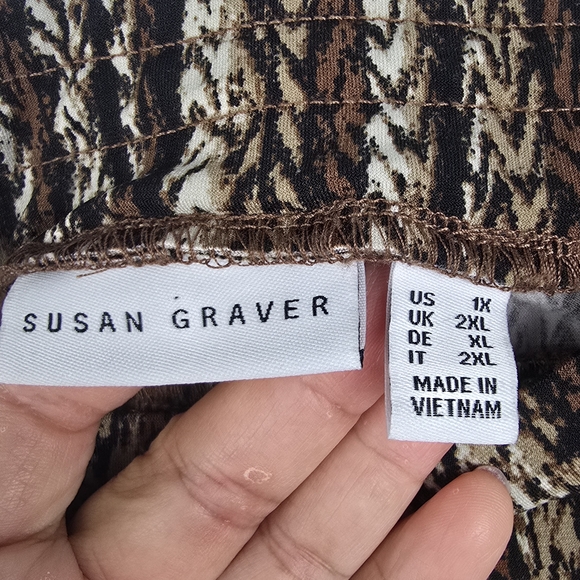 SUSAN GRAVER
US 1X
UK 2XL
DE XL
IT 2XL
MADE IN
VIETNAM